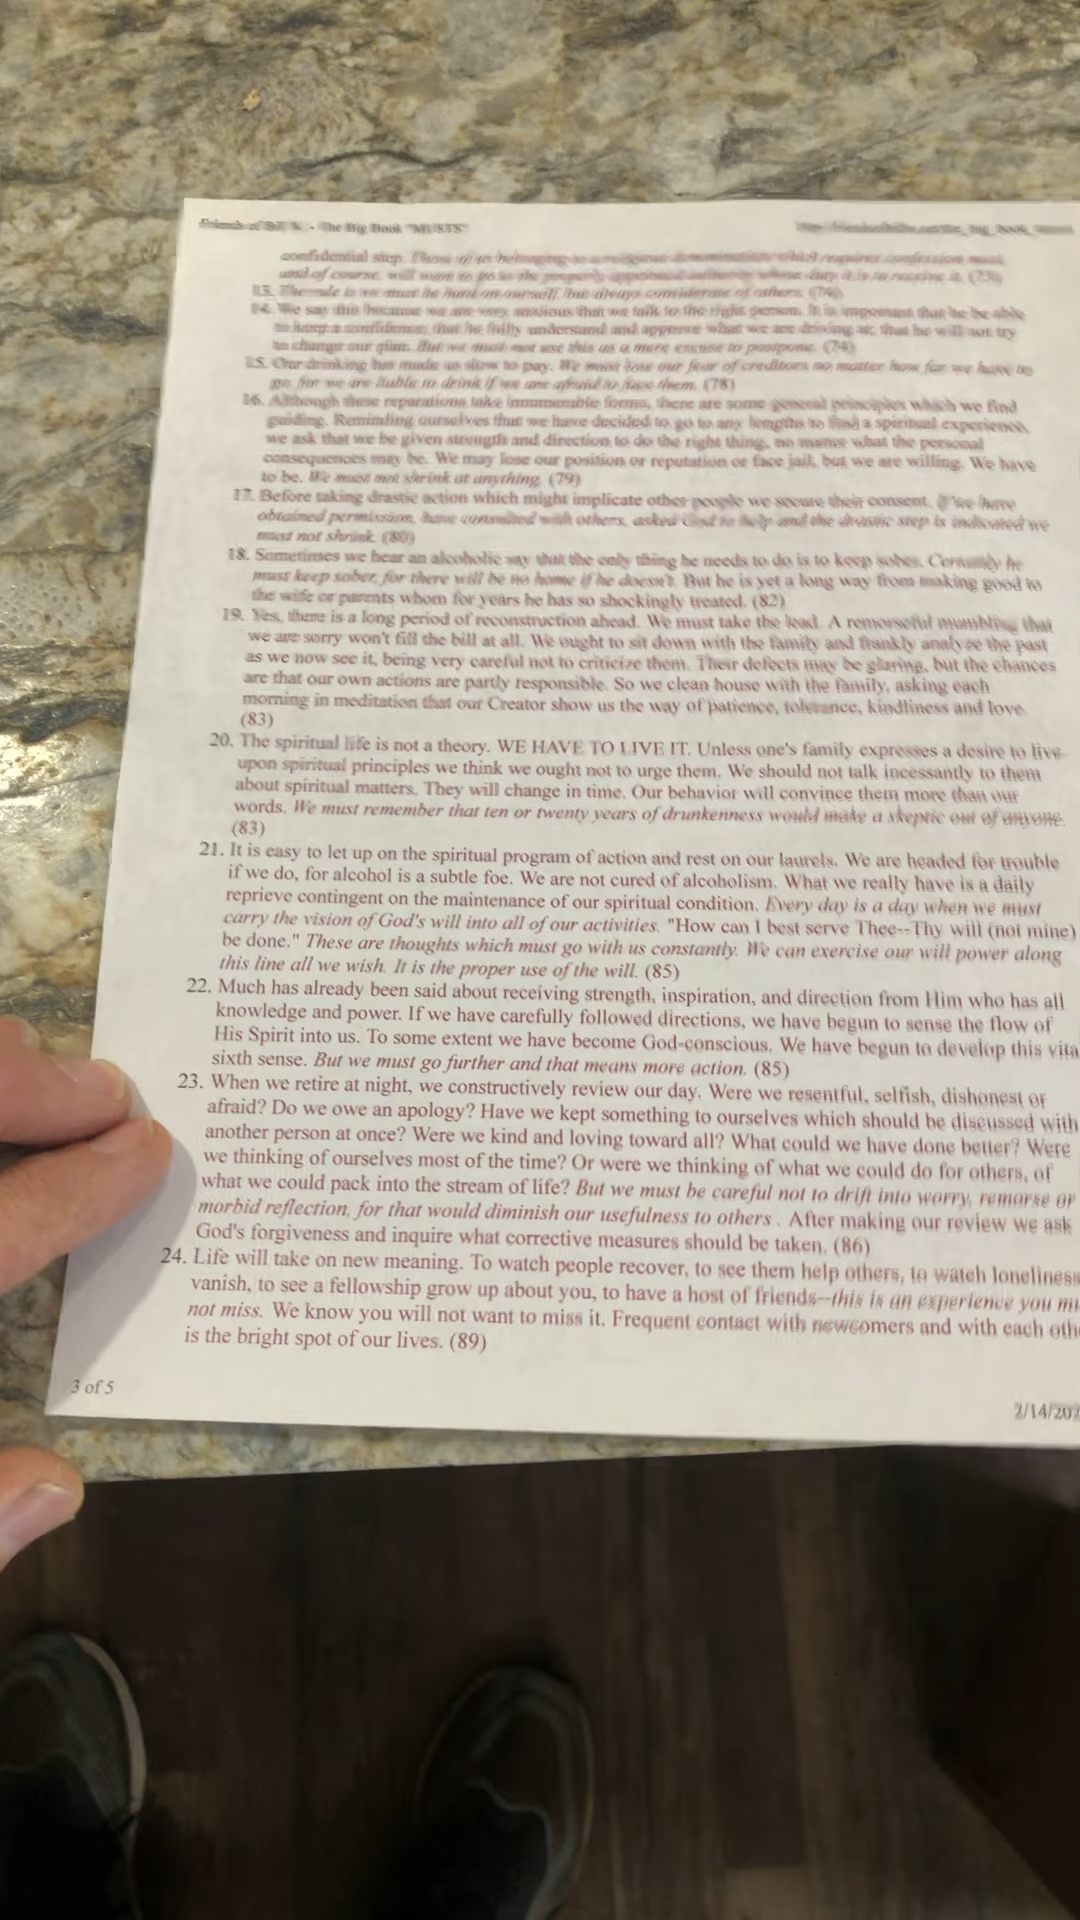 Friends of Bill W. - The Big Book "MUSTS"
confidential step. Those of us belonging to a religious denomination which requires confession must,
and of course, will want to go to the properly appointed authority whose duty it is to receive it.
13. The rule is we must be hard on ourself, but always considerate of others. (74)
14. We say this because we are very anxious that we talk to the right person. It is important that he be able
to keep a confidence; that he fully understand and approve what we are driving at; that he will not try
to change our plan. But we must not use this as a mere excuse to postpone. (74)
15. Our drinking has made us slow to pay. We must lose our fear of creditors no matter how far we have to
go, for we are liable to drink if we are afraid to face them. (78)
16. Although these reparations take innumerable forms, there are some general principles which we find
guiding. Reminding ourselves that we have decided to go to any lengths to find a spiritual experience,
we ask that we be given strength and direction to do the right thing, no matter what the personal
consequences may be. We may lose our position or reputation or face jail, but we are willing. We have
to be. We must not shrink at anything. (79)
17. Before taking drastic action which might implicate other people we secure their consent. If we have
obtained permission, have consulted with others, asked God to help and the drastic step is indicated we
must not shrink. (80)
18. Sometimes we hear an alcoholic say that the only thing he needs to do is to keep sober. Certainly he
must keep sober, for there will be no home if he doesn't. But he is yet a long way from making good to
the wife or parents whom for years he has so shockingly treated. (82)
19. Yes, there is a long period of reconstruction ahead. We must take the lead. A remorseful mumbling that
we are sorry won't fill the bill at all. We ought to sit down with the family and frankly analyze the past
as we now see it, being very careful not to criticize them. Their defects may be glaring, but the chances
are that our own actions are partly responsible. So we clean house with the family, asking each
morning in meditation that our Creator show us the way of patience, tolerance, kindliness and love.
(83)
20. The spiritual life is not a theory. WE HAVE TO LIVE IT. Unless one's family expresses a desire to live
upon spiritual principles we think we ought not to urge them. We should not talk incessantly to them
about spiritual matters. They will change in time. Our behavior will convince them more than our
words. We must remember that ten or twenty years of drunkenness would make a skeptic out of anyone.
(83)
21. It is easy to let up on the spiritual program of action and rest on our laurels. We are headed for trouble
if we do, for alcohol is a subtle foe. We are not cured of alcoholism. What we really have is a daily
reprieve contingent on the maintenance of our spiritual condition. Every day is a day when we must
carry the vision of God's will into all of our activities. "How can I best serve Thee--Thy will (not mine)
be done." These are thoughts which must go with us constantly. We can exercise our will power along
this line all we wish. It is the proper use of the will. (85)
22. Much has already been said about receiving strength, inspiration, and direction from Him who has all
knowledge and power. If we have carefully followed directions, we have begun to sense the flow of
His Spirit into us. To some extent we have become God-conscious. We have begun to develop this vita
sixth sense. But we must go further and that means more action. (85)
23. When we retire at night, we constructively review our day. Were we resentful, selfish, dishonest or
afraid? Do we owe an apology? Have we kept something to ourselves which should be discussed with
another person at once? Were we kind and loving toward all? What could we have done better? Were
we thinking of ourselves most of the time? Or were we thinking of what we could do for others, of
what we could pack into the stream of life? But we must be careful not to drift into worry, remorse or
morbid reflection, for that would diminish our usefulness to others . After making our review we ask
God's forgiveness and inquire what corrective measures should be taken. (86)
24. Life will take on new meaning. To watch people recover, to see them help others, to watch loneliness
vanish, to see a fellowship grow up about you, to have a host of friends--this is an experience you mu
not miss. We know you will not want to miss it. Frequent contact with newcomers and with each oth
is the bright spot of our lives. (89)
3 of 5
2/14/202